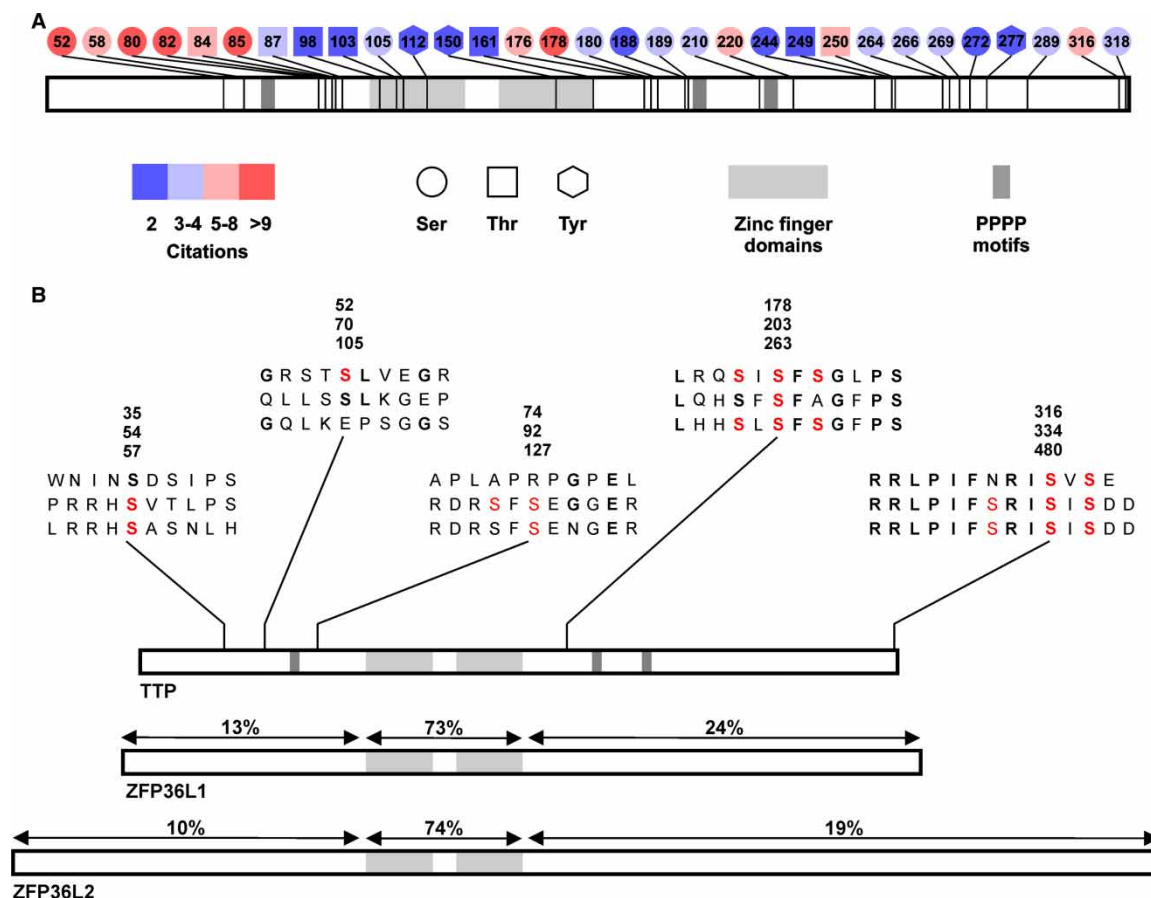 A
52 58 80 82 84 85 87 98 103 105 112 150 161 176 178 180 188 189 210 220 244 249 250 264 266 269 272 277 289 316 318
2 3-4 5-8 >9
Citations
Ser Thr Tyr
Zinc finger
domains
PPPP
motifs
B
35
54
57
W N I N S D S I P S
P R R H S V T L P S
L R R H S A S N L H
52
70
105
G R S T S L V E G R
Q L L S S L K G E P
G Q L K E P S G G S
74
92
127
A P L A P R P G P E L
R D R S F S E G G E R
R D R S F S E N G E R
178
203
263
L R Q S I S F S G L P S
L Q H S F S F A G F P S
L H H S L S F S G F P S
316
334
480
R R L P I F N R I S V S E
R R L P I F S R I S I S D D
R R L P I F S R I S I S D D
TTP
13% 73% 24%
ZFP36L1
10% 74% 19%
ZFP36L2